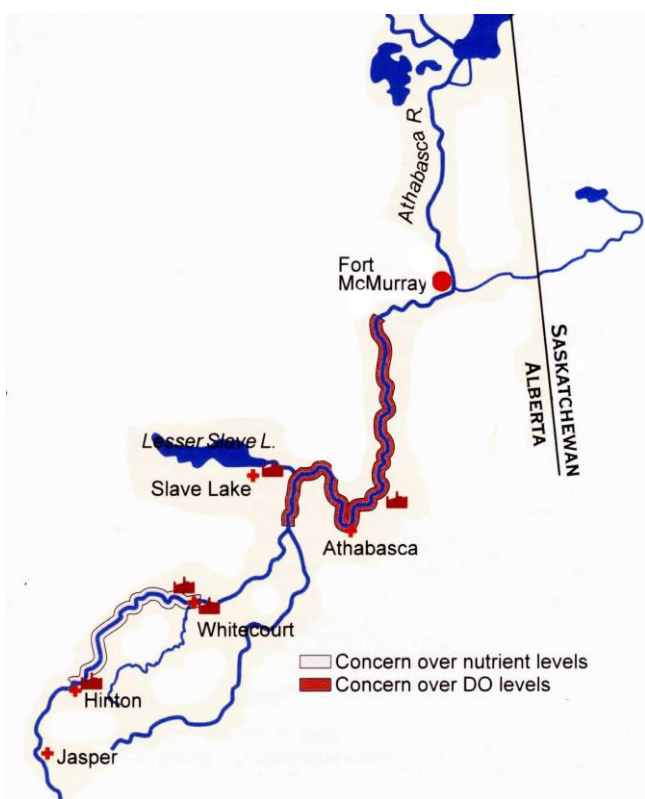 Athabasca R.
Fort
McMurray
SASKATCHEWAN
ALBERTA
Lesser Slave L.
Slave Lake
Athabasca
Whitecourt
Concern over nutrient levels
Concern over DO levels
Hinton
Jasper